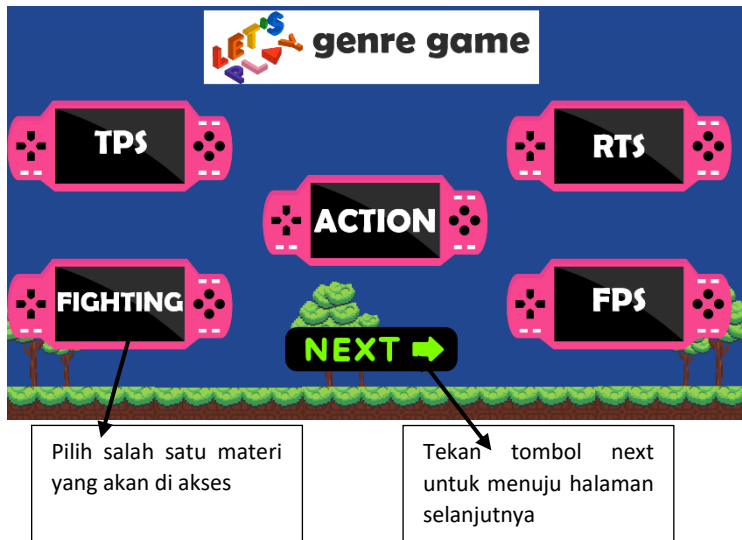 LET'S
PLAY
genre game
TPS
RTS
ACTION
FIGHTING
FPS
NEXT
Pilih salah satu materi
yang akan di akses
Tekan tombol next
untuk menuju halaman
selanjutnya